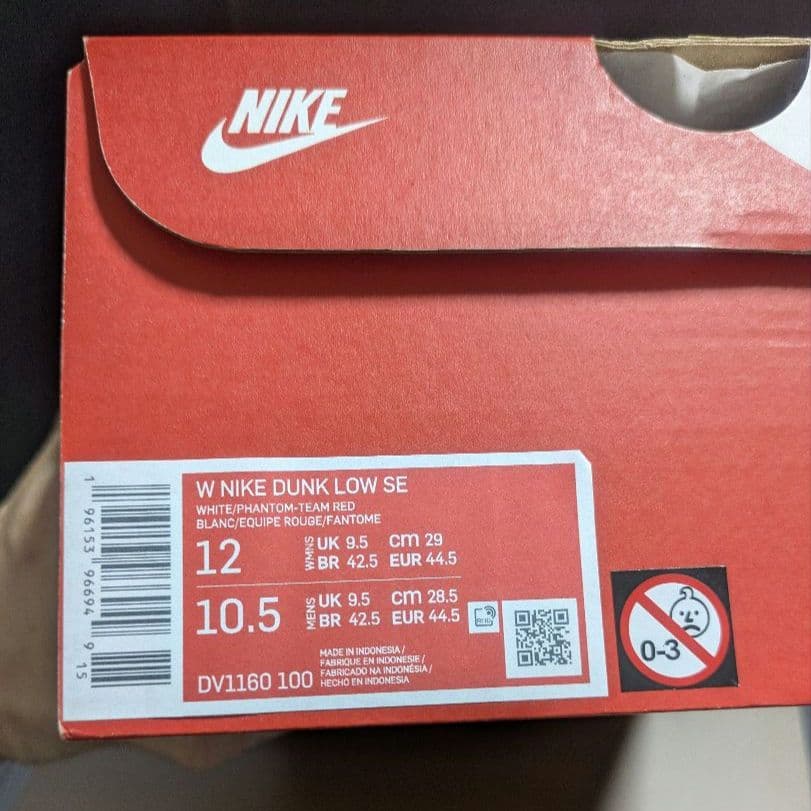 NIKE
W NIKE DUNK LOW SE
WHITE/PHANTOM-TEAM RED
BLANC/EQUIPE ROUGE/FANTOME
12 WMNS UK 9.5 cm 29
BR 42.5 EUR 44.5
10.5 MENS UK 9.5 cm 28.5
BR 42.5 EUR 44.5
MADE IN INDONESIA /
FABRIQUE EN INDONESIE /
FABRICADO NA INDONÉSIA /
HECHO EN INDONESIA
DV1160 100
1 96153 96694 9 15
0-3